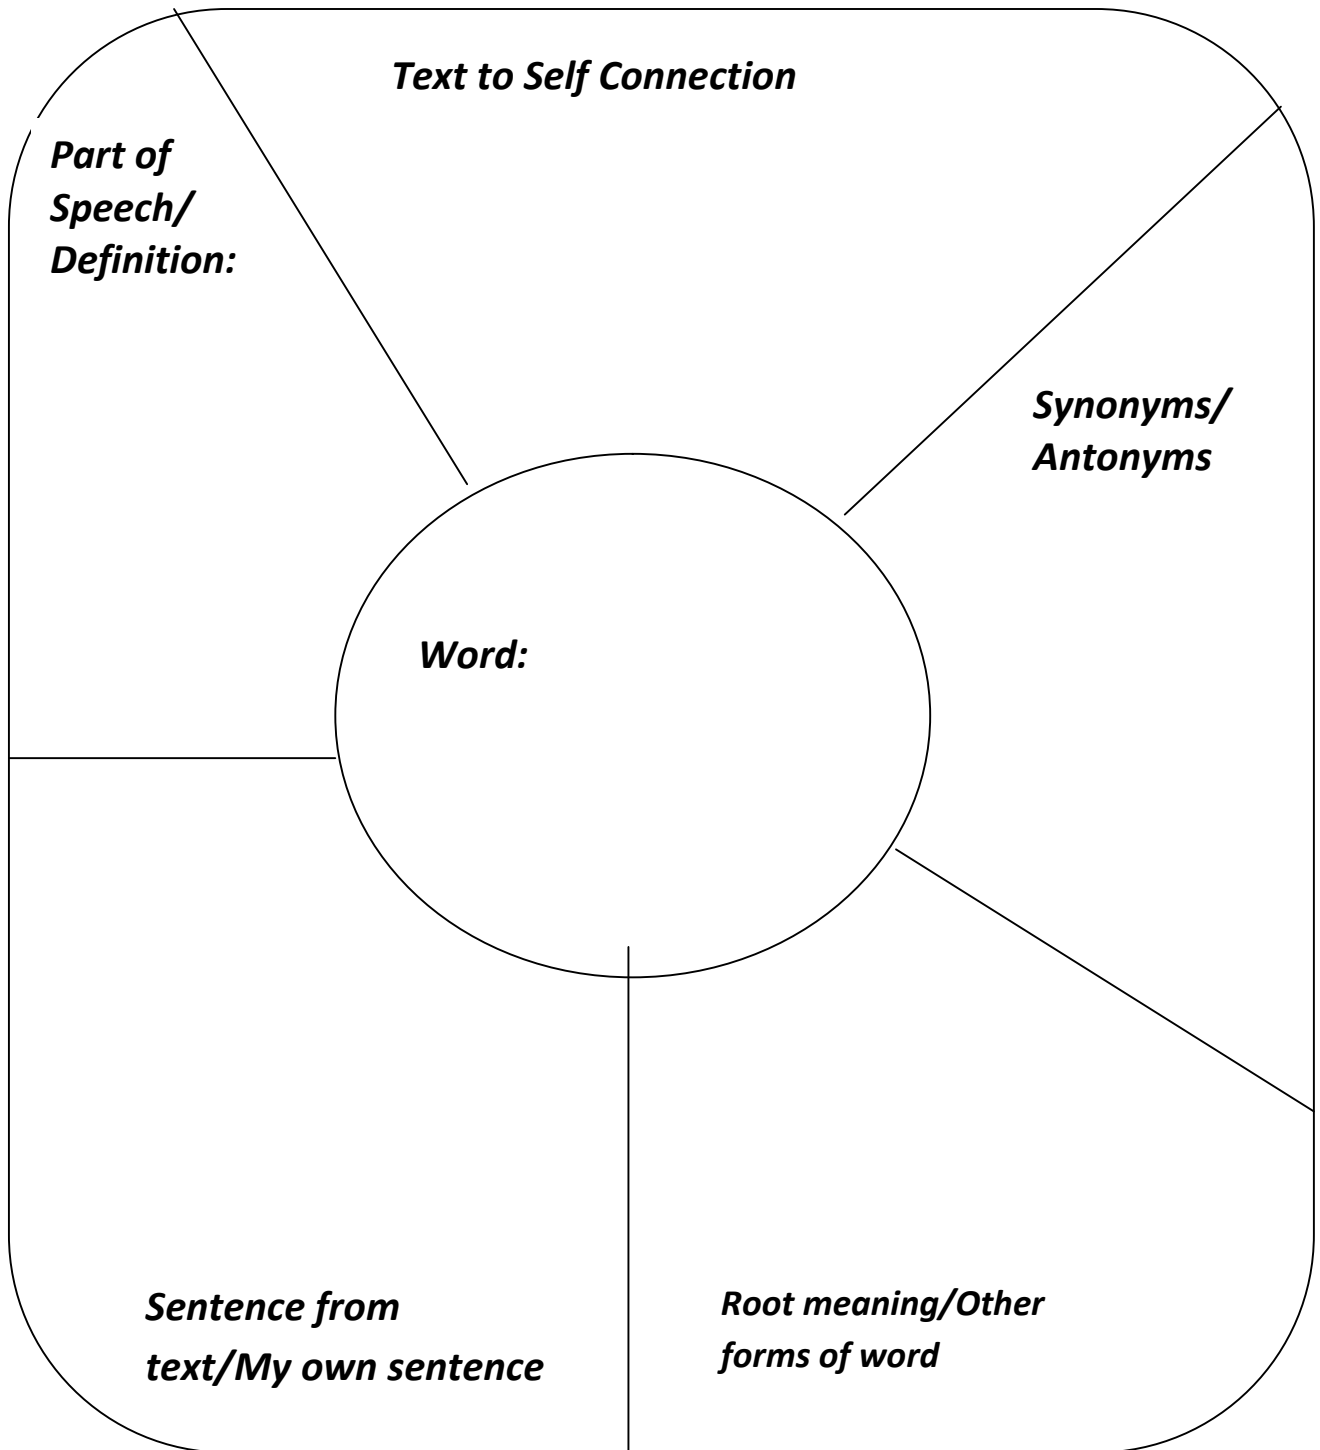 Text to Self Connection
Part of
Speech/
Definition:
Synonyms/
Antonyms
Word:
Sentence from
text/My own sentence
Root meaning/Other
forms of word